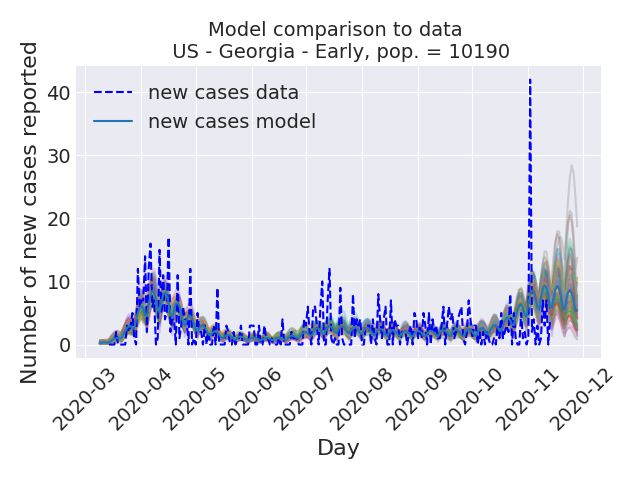 Model comparison to data
US - Georgia - Early, pop. = 10190
new cases data
new cases model
Number of new cases reported
40
30
20
10
0
2020-03
2020-04
2020-05
2020-06
2020-07
2020-08
2020-09
2020-10
2020-11
2020-12
Day